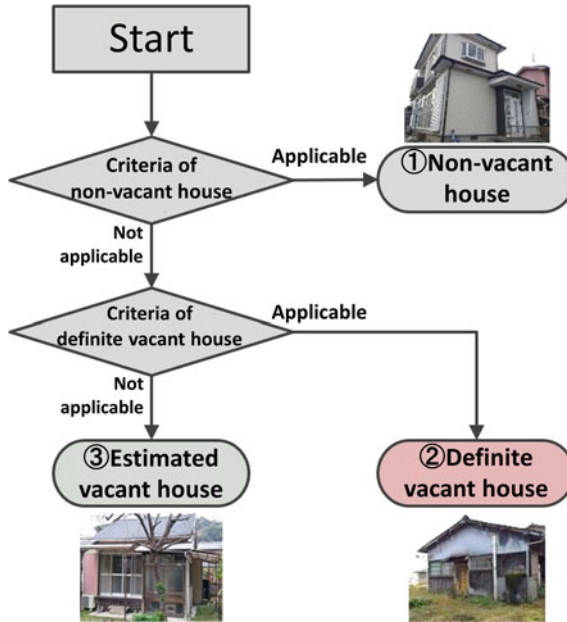 Start
Criteria of
non-vacant house
Applicable
①Non-vacant
house
Not
applicable
Criteria of
definite vacant house
Applicable
Not
applicable
③Estimated
vacant house
②Definite
vacant house